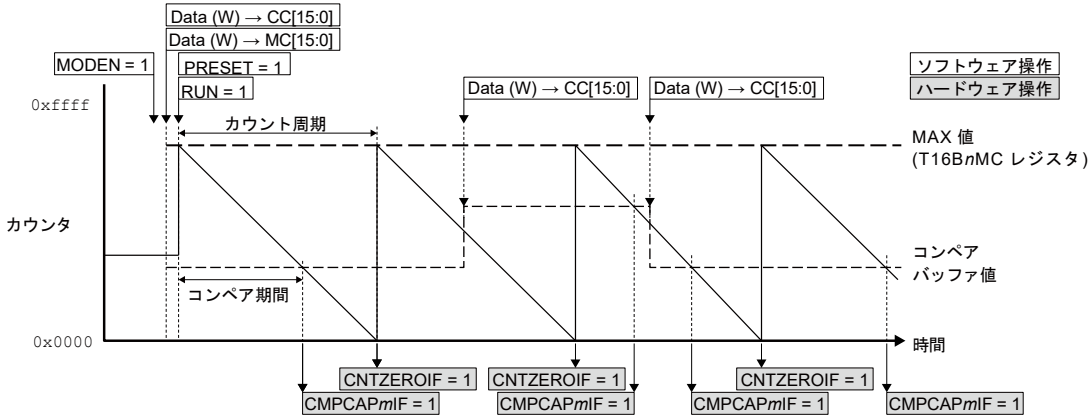 Data (W) → CC[15:0]
Data (W) → MC[15:0]
MODEN = 1
PRESET = 1
RUN = 1
Data (W) → CC[15:0]
Data (W) → CC[15:0]
ソフトウェア操作
ハードウェア操作
0xffff
カウント周期
MAX 値
(T16BnMC レジスタ)
カウンタ
コンペア
バッファ値
コンペア期間
0x0000
時間
CNTZEROIF = 1
CNTZEROIF = 1
CNTZEROIF = 1
CMPCAPmIF = 1
CMPCAPmIF = 1
CMPCAPmIF = 1
CMPCAPmIF = 1